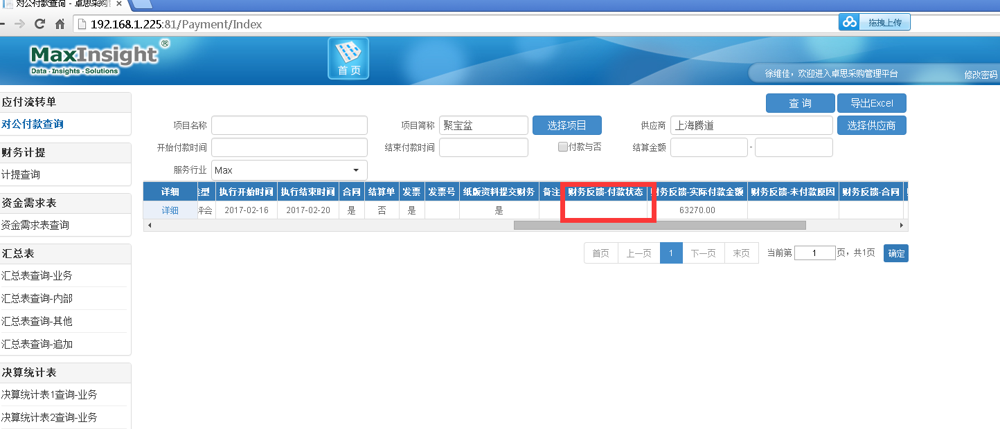 对公付款查询 - 卓思采购
192.168.1.225:81/Payment/Index
拖拽上传
MaxInsight®
Data · Insights · Solutions
首 页
徐维佳，欢迎进入卓思采购管理平台
修改密码
应付流转单
对公付款查询
财务计提
计提查询
资金需求表
资金需求表查询
汇总表
汇总表查询-业务
汇总表查询-内部
汇总表查询-其他
汇总表查询-追加
决算统计表
决算统计表1查询-业务
决算统计表2查询-业务
查 询 导出Excel
项目名称 项目简称 聚宝盆 选择项目 供应商 上海腾道 选择供应商
开始付款时间 结束付款时间 付款与否 结算金额 -
服务行业 Max
详细 类型 执行开始时间 执行结束时间 合同 结算单 发票 发票号 纸版资料提交财务 备注 财务反馈-付款状态 财务反馈-实际付款金额 财务反馈-未付款原因 财务反馈-合同
详细 评会 2017-02-16 2017-02-20 是 否 是 是 63270.00
首页 上一页 1 下一页 末页 当前第 1 页，共1页 确定